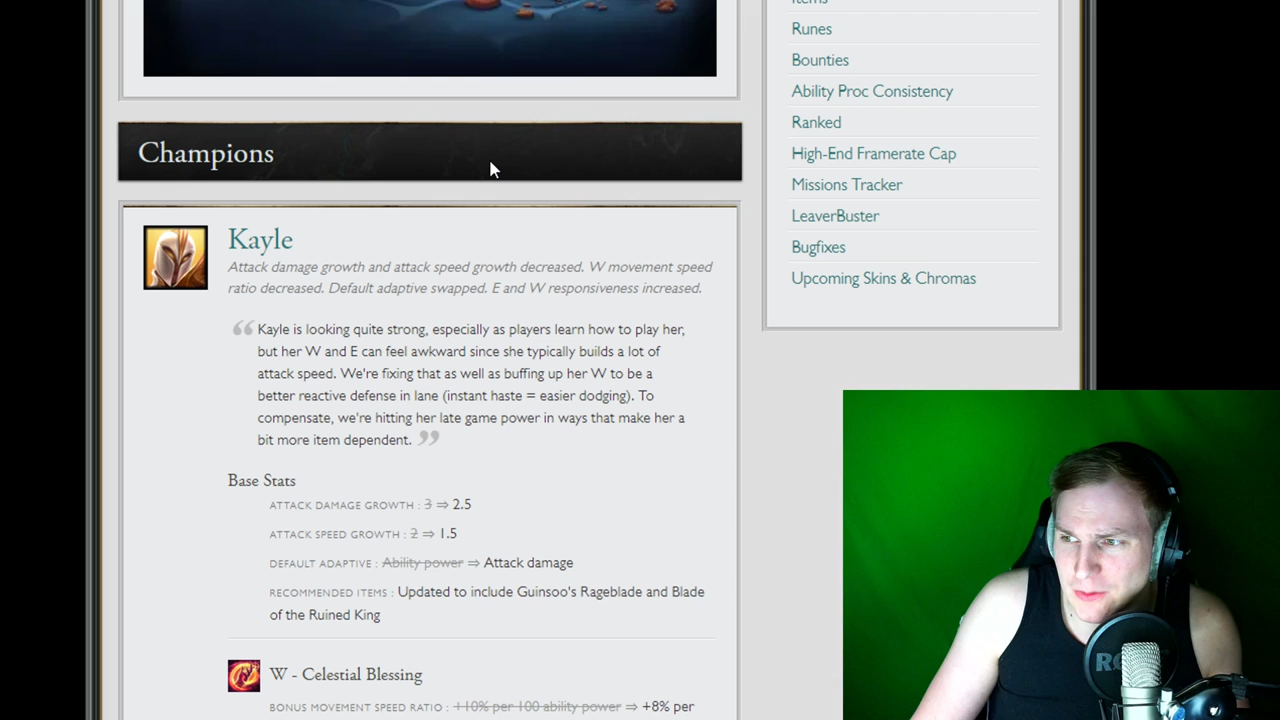 Items
Runes
Bounties
Ability Proc Consistency
Ranked
High-End Framerate Cap
Missions Tracker
LeaverBuster
Bugfixes
Upcoming Skins & Chromas
Champions
Kayle
Attack damage growth and attack speed growth decreased. W movement speed
ratio decreased. Default adaptive swapped. E and W responsiveness increased.
“ Kayle is looking quite strong, especially as players learn how to play her,
but her W and E can feel awkward since she typically builds a lot of
attack speed. We're fixing that as well as buffing up her W to be a
better reactive defense in lane (instant haste = easier dodging). To
compensate, we're hitting her late game power in ways that make her a
bit more item dependent. ”
Base Stats
ATTACK DAMAGE GROWTH : 3 ⇒ 2.5
ATTACK SPEED GROWTH : 2 ⇒ 1.5
DEFAULT ADAPTIVE : Ability power ⇒ Attack damage
RECOMMENDED ITEMS : Updated to include Guinsoo's Rageblade and Blade
of the Ruined King
W - Celestial Blessing
BONUS MOVEMENT SPEED RATIO : +10% per 100 ability power ⇒ +8% per